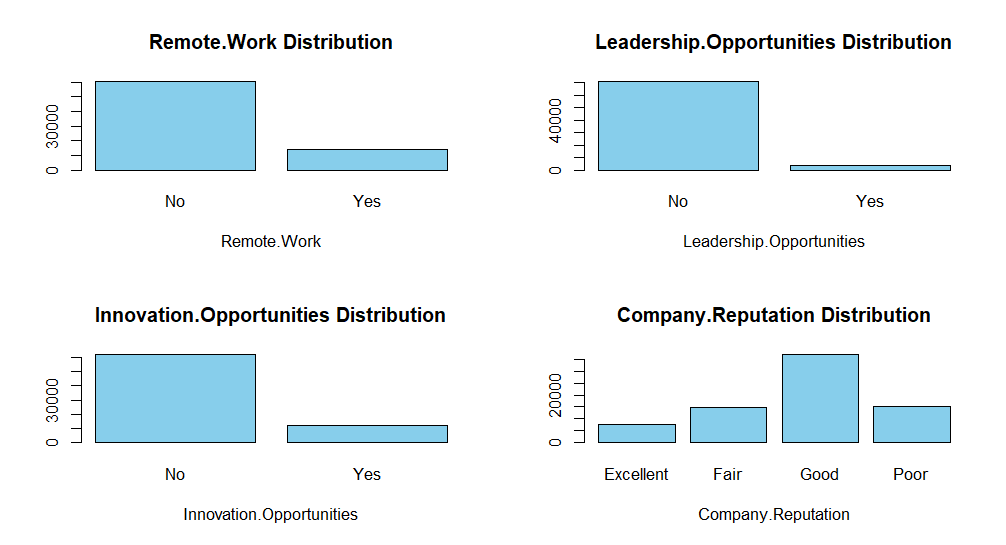 Remote.Work Distribution
30000
0
No
Yes
Remote.Work
Leadership.Opportunities Distribution
40000
0
No
Yes
Leadership.Opportunities
Innovation.Opportunities Distribution
30000
0
No
Yes
Innovation.Opportunities
Company.Reputation Distribution
20000
0
Excellent
Fair
Good
Poor
Company.Reputation